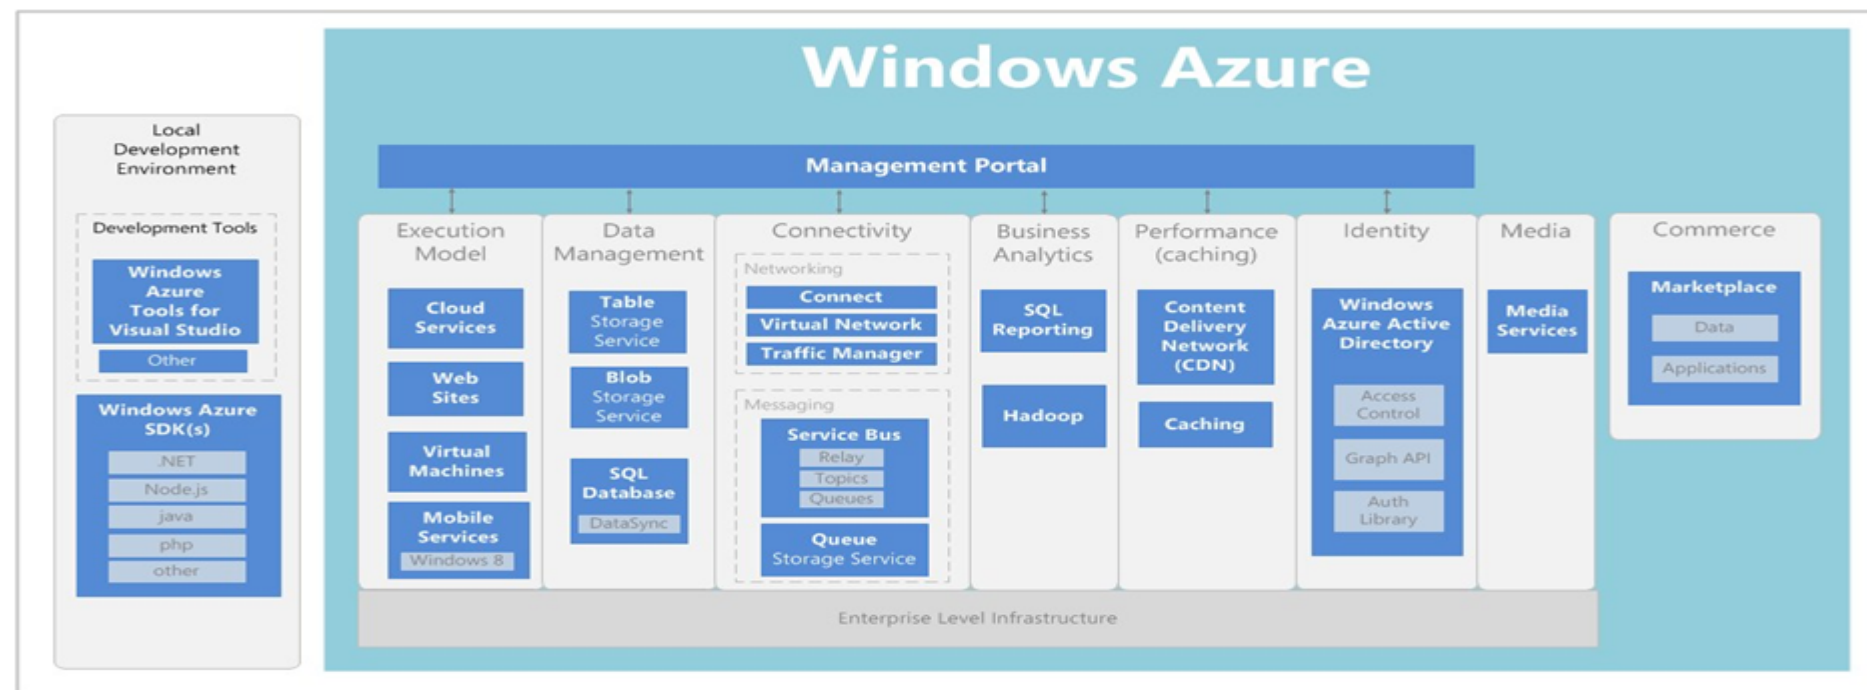 Windows Azure
Local
Development
Environment
Development Tools
Windows
Azure
Tools for
Visual Studio
Other
Windows Azure
SDK(s)
.NET
Node.js
java
php
other
Management Portal
Execution
Model
Cloud
Services
Web
Sites
Virtual
Machines
Mobile
Services
Windows 8
Data
Management
Table
Storage
Service
Blob
Storage
Service
SQL
Database
DataSync
Connectivity
Networking
Connect
Virtual Network
Traffic Manager
Messaging
Service Bus
Relay
Topics
Queues
Queue
Storage Service
Business
Analytics
SQL
Reporting
Hadoop
Performance
(caching)
Content
Delivery
Network
(CDN)
Caching
Identity
Windows
Azure Active
Directory
Access
Control
Graph API
Auth
Library
Media
Media
Services
Commerce
Marketplace
Data
Applications
Enterprise Level Infrastructure